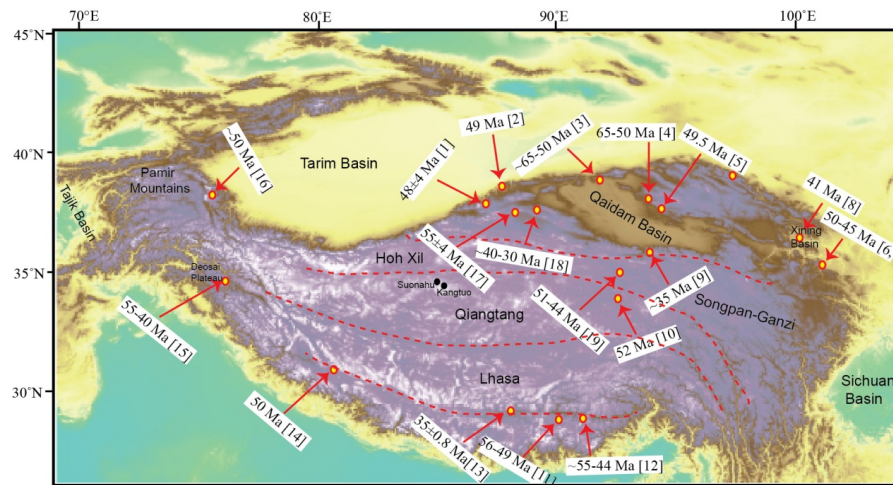 70°E
80°E
90°E
100°E
45°N
40°N
35°N
30°N
~50 Ma [16]
49 Ma [2]
~65-50 Ma [3]
65-50 Ma [4]
49.5 Ma [5]
48±4 Ma [1]
Tarim Basin
Pamir
Mountains
Tajik Basin
Qaidam Basin
41 Ma [8]
Xining
Basin
50-45 Ma [6,
55±4 Ma [17]
~40-30 Ma [18]
Hoh Xil
Deosai
Plateau
Suonahu
Kangtuo
~35 Ma [9]
51-44 Ma [19]
Songpan-Ganzi
Qiangtang
52 Ma [10]
55-40 Ma [15]
Lhasa
Sichuan
Basin
50 Ma [14]
35±0.8 Ma[13]
56-49 Ma [11]
~55-44 Ma [12]